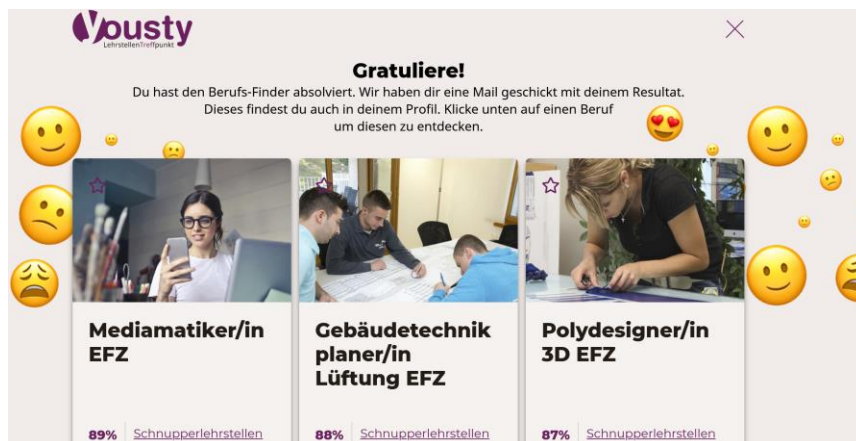 Yousty
LehrstellenTreffpunkt
Gratuliere!
Du hast den Berufs-Finder absolviert. Wir haben dir eine Mail geschickt mit deinem Resultat.
Dieses findest du auch in deinem Profil. Klicke unten auf einen Beruf
um diesen zu entdecken.
Mediamatiker/in
EFZ
89% Schnupperlehrstellen
Gebäudetechnik
planer/in
Lüftung EFZ
88% Schnupperlehrstellen
Polydesigner/in
3D EFZ
87% Schnupperlehrstellen